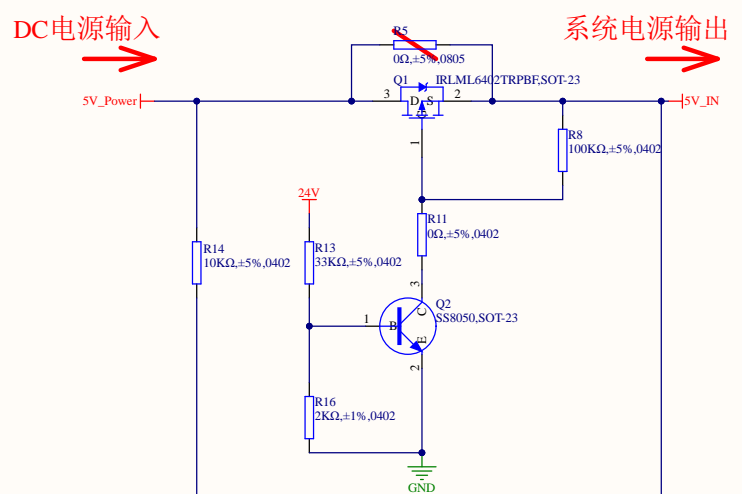 DC电源输入
系统电源输出
R5
0Ω,±5%,0805
Q1
IRLML6402TRPBF,SOT-23
3
D
S
2
G
1
5V_Power
5V_IN
R8
100KΩ,±5%,0402
24V
R11
0Ω,±5%,0402
R14
10KΩ,±5%,0402
R13
33KΩ,±5%,0402
3
Q2
SS8050,SOT-23
C
1
B
E
2
R16
2KΩ,±1%,0402
GND